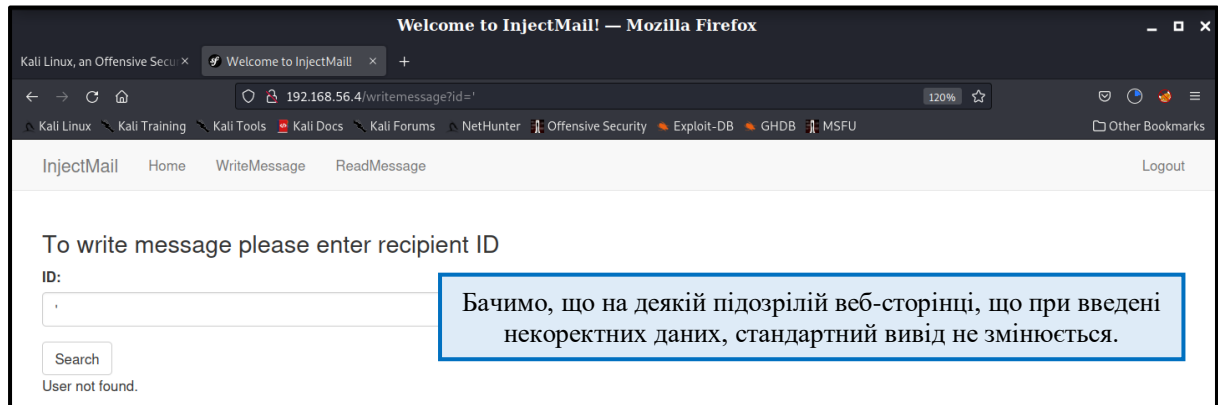 Welcome to InjectMail! — Mozilla Firefox
Kali Linux, an Offensive Secu
Welcome to InjectMail!
192.168.56.4/writemessage?id='
120%
Kali Linux Kali Training Kali Tools Kali Docs Kali Forums NetHunter Offensive Security Exploit-DB GHDB MSFU Other Bookmarks
InjectMail Home WriteMessage ReadMessage Logout
To write message please enter recipient ID
ID:
'
Бачимо, що на деякій підозрілій веб-сторінці, що при введені
некоректних даних, стандартний вивід не змінюється.
Search
User not found.